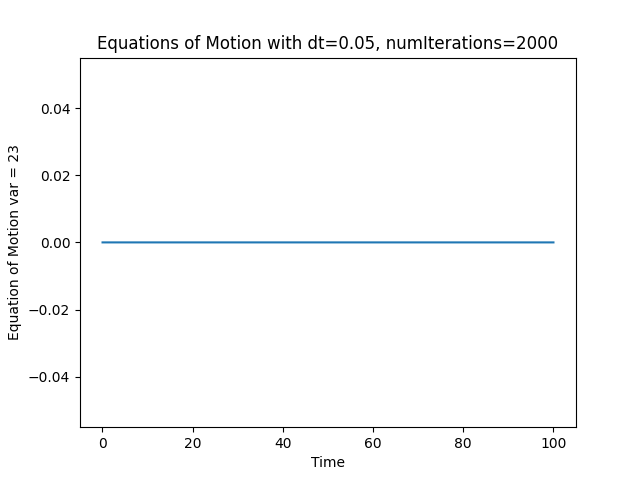 Equations of Motion with dt=0.05, numIterations=2000
Equation of Motion var = 23
0.04
0.02
0.00
−0.02
−0.04
0 20 40 60 80 100
Time